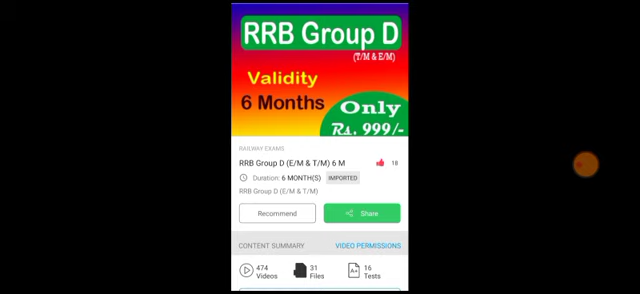 RRB Group D
(T/M & E/M)
Validity
6 Months
Only
Rs. 999/-
RAILWAY EXAMS
RRB Group D (E/M & T/M) 6 M
18
Duration: 6 MONTH(S) IMPORTED
RRB Group D (E/M & T/M)
Recommend
Share
CONTENT SUMMARY
VIDEO PERMISSIONS
474
Videos
31
Files
A+
16
Tests